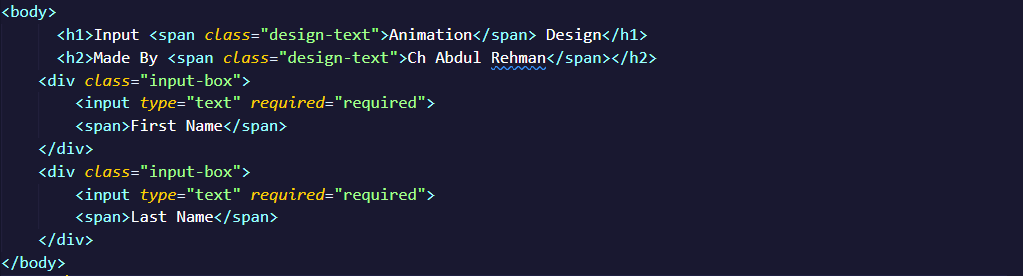 <body>
<h1>Input <span class="design-text">Animation</span> Design</h1>
<h2>Made By <span class="design-text">Ch Abdul Rehman</span></h2>
<div class="input-box">
<input type="text" required="required">
<span>First Name</span>
</div>
<div class="input-box">
<input type="text" required="required">
<span>Last Name</span>
</div>
</body>